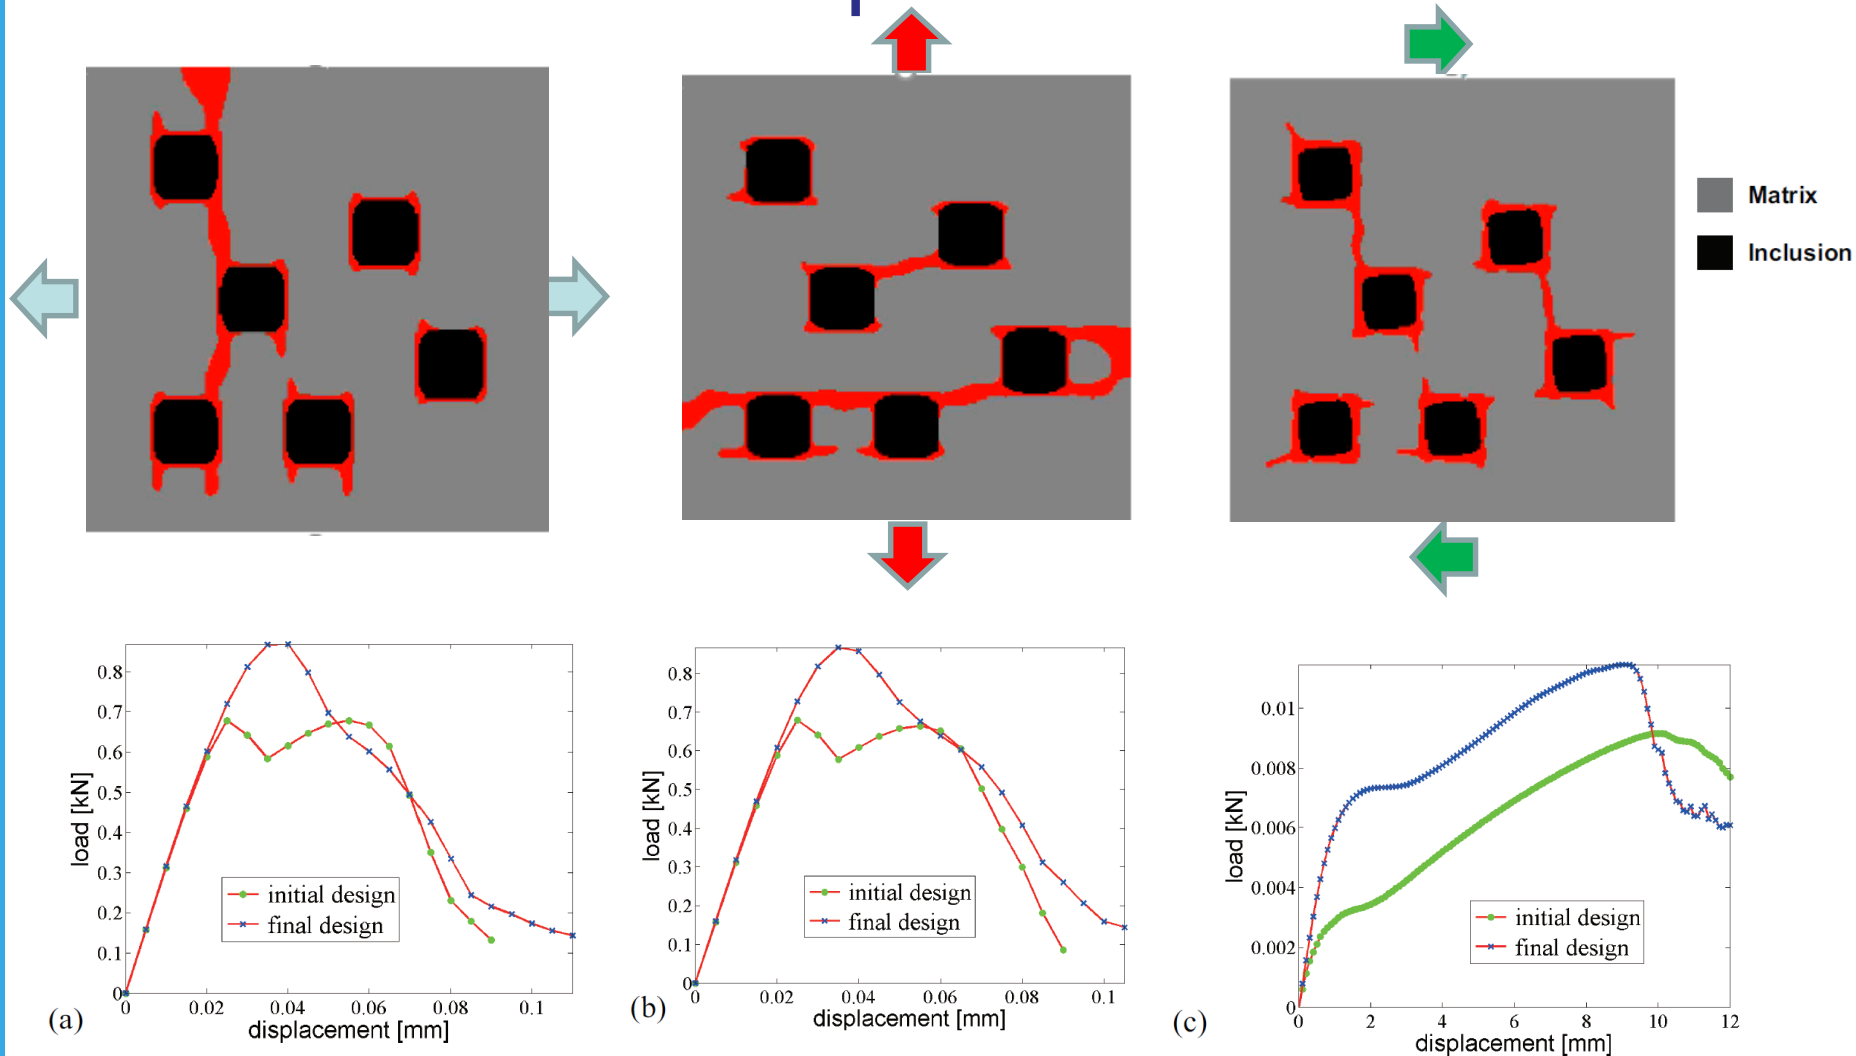 Matrix
Inclusion
0.8
0.7
0.6
0.5
0.4
0.3
0.2
0.1
0
load [kN]
initial design
final design
0 0.02 0.04 0.06 0.08 0.1
displacement [mm]
(a)
0.8
0.7
0.6
0.5
0.4
0.3
0.2
0.1
0
load [kN]
initial design
final design
0 0.02 0.04 0.06 0.08 0.1
displacement [mm]
(b)
0.01
0.008
0.006
0.004
0.002
0
load [kN]
initial design
final design
0 2 4 6 8 10 12
displacement [mm]
(c)